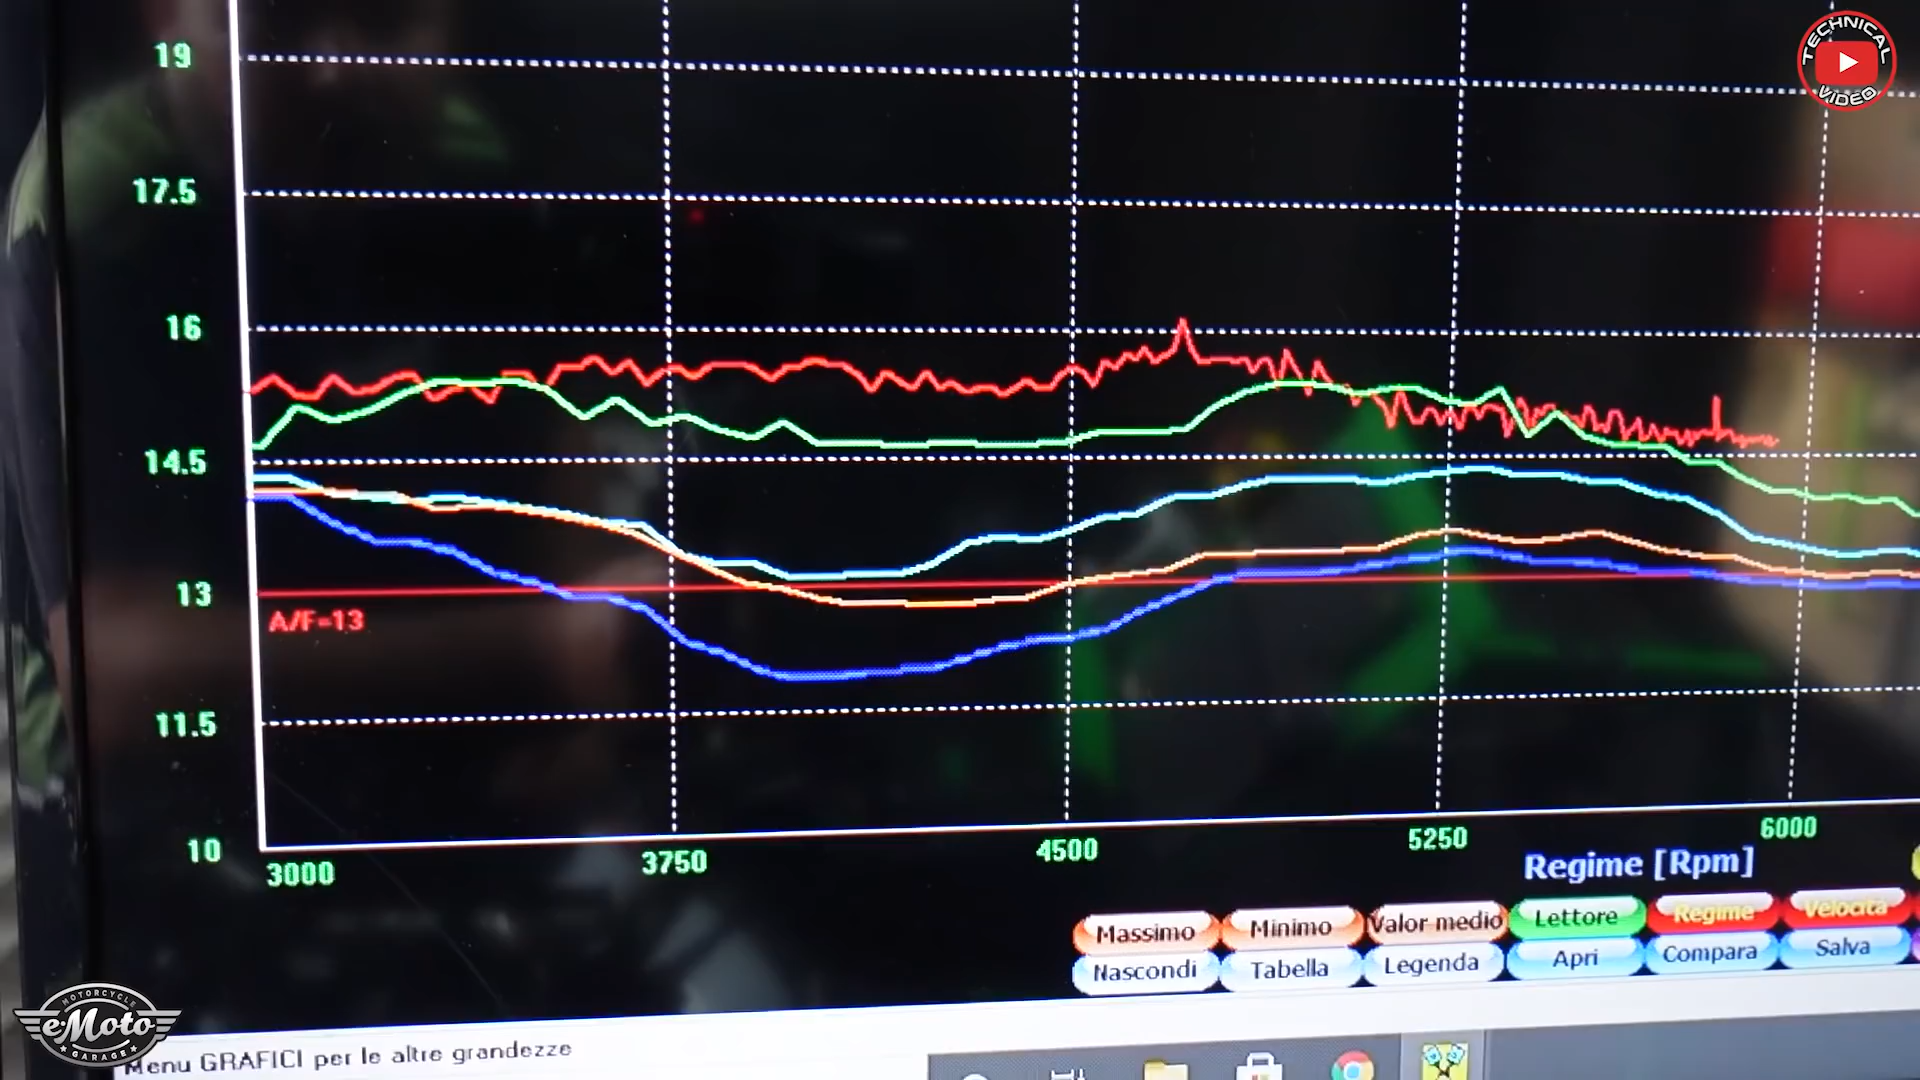 TECHNICAL
VIDEO
19
17.5
16
14.5
13
A/F=13
11.5
10
3000
3750
4500
5250
6000
Regime [Rpm]
Massimo
Minimo
Valor medio
Lettore
Regime
Velocita
Nascondi
Tabella
Legenda
Apri
Compara
Salva
MOTORCYCLE
eMoto
GARAGE
Menu GRAFICI per le altre grandezze